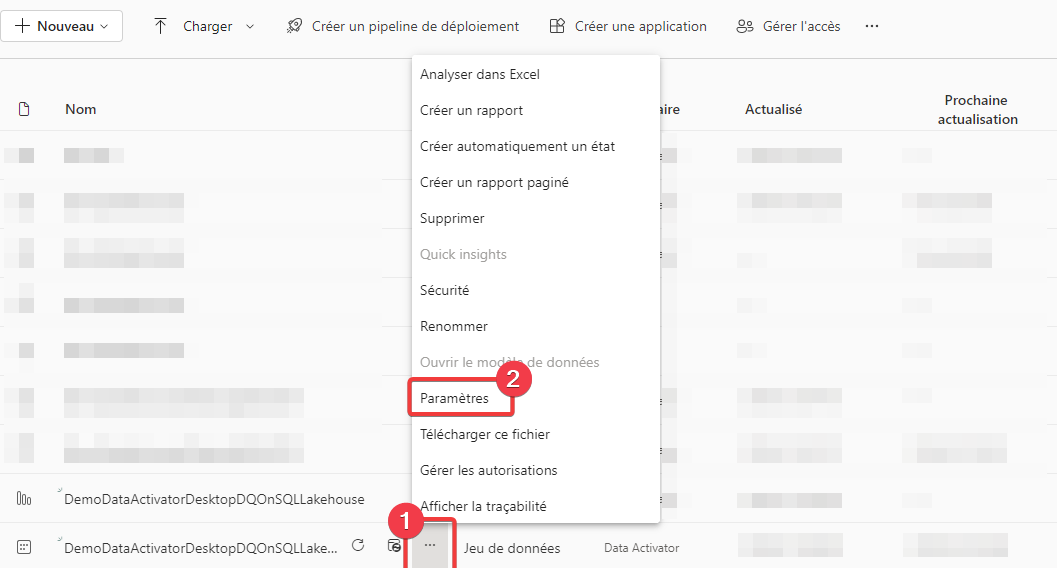 Nouveau
Charger
Créer un pipeline de déploiement
Créer une application
Gérer l'accès
...
Nom
Actualisé
Prochaine
actualisation
Analyser dans Excel
Créer un rapport
Créer automatiquement un état
Créer un rapport paginé
Supprimer
Quick insights
Sécurité
Renommer
Ouvrir le modèle de données
2
Paramètres
Télécharger ce fichier
Gérer les autorisations
Afficher la traçabilité
DemoDataActivatorDesktopDQOnSQLLakehouse
1
DemoDataActivatorDesktopDQOnSQLLake...
...
Jeu de données
Data Activator